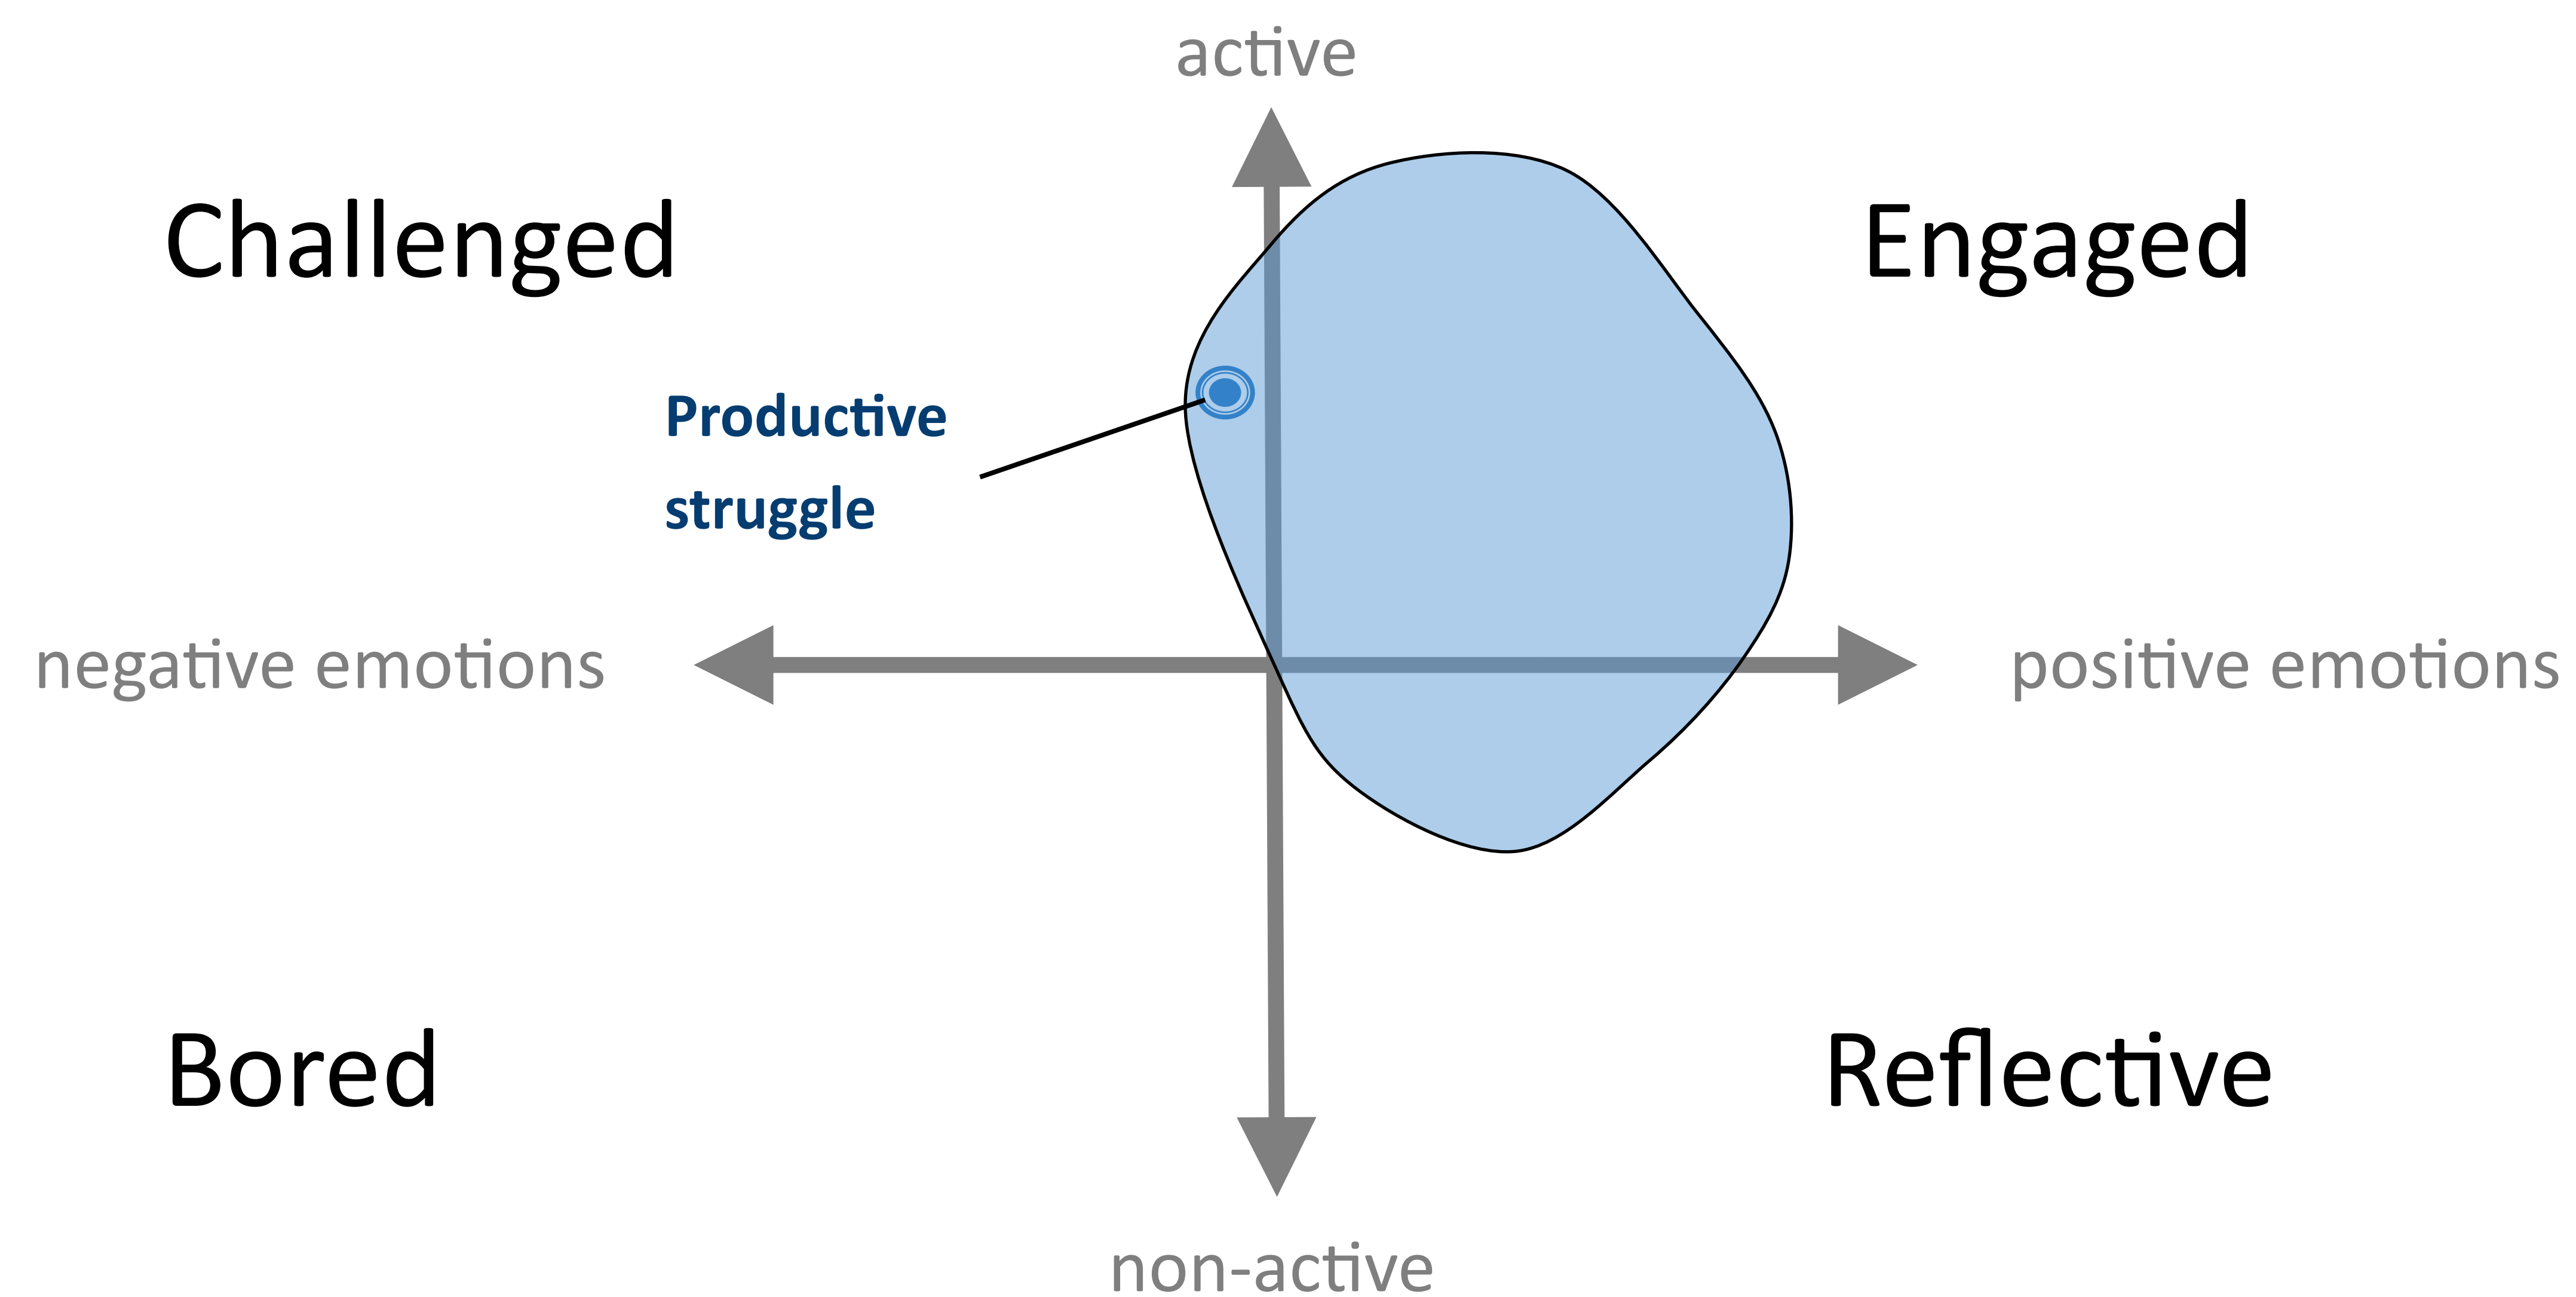 active
Challenged
Engaged
Productive
struggle
negative emotions
positive emotions
Bored
Reflective
non-active